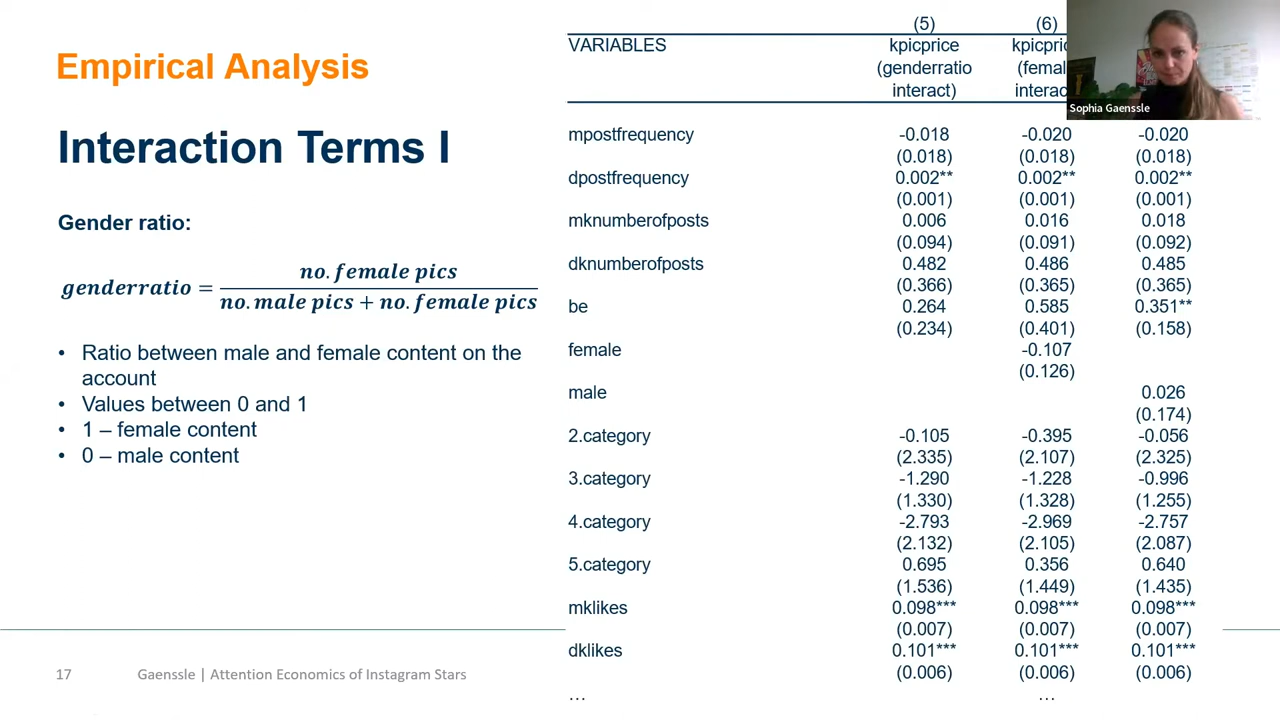 Empirical Analysis
Interaction Terms I
Gender ratio:
genderratio = no. female pics / no. male pics + no. female pics
• Ratio between male and female content on the
account
• Values between 0 and 1
• 1 – female content
• 0 – male content
(5) (6)
VARIABLES kpicprice
(genderratio (femal
interact) interac
Sophia Gaenssle
mpostfrequency -0.018 -0.020 -0.020
(0.018) (0.018) (0.018)
dpostfrequency 0.002** 0.002** 0.002**
(0.001) (0.001) (0.001)
mknumberofposts 0.006 0.016 0.018
(0.094) (0.091) (0.092)
dknumberofposts 0.482 0.486 0.485
(0.366) (0.365) (0.365)
be 0.264 0.585 0.351**
(0.234) (0.401) (0.158)
female -0.107
(0.126)
male 0.026
(0.174)
2.category -0.105 -0.395 -0.056
(2.335) (2.107) (2.325)
3.category -1.290 -1.228 -0.996
(1.330) (1.328) (1.255)
4.category -2.793 -2.969 -2.757
(2.132) (2.105) (2.087)
5.category 0.695 0.356 0.640
(1.536) (1.449) (1.435)
mklikes 0.098*** 0.098*** 0.098***
(0.007) (0.007) (0.007)
dklikes 0.101*** 0.101*** 0.101***
(0.006) (0.006) (0.006)
… …
17 Gaenssle | Attention Economics of Instagram Stars